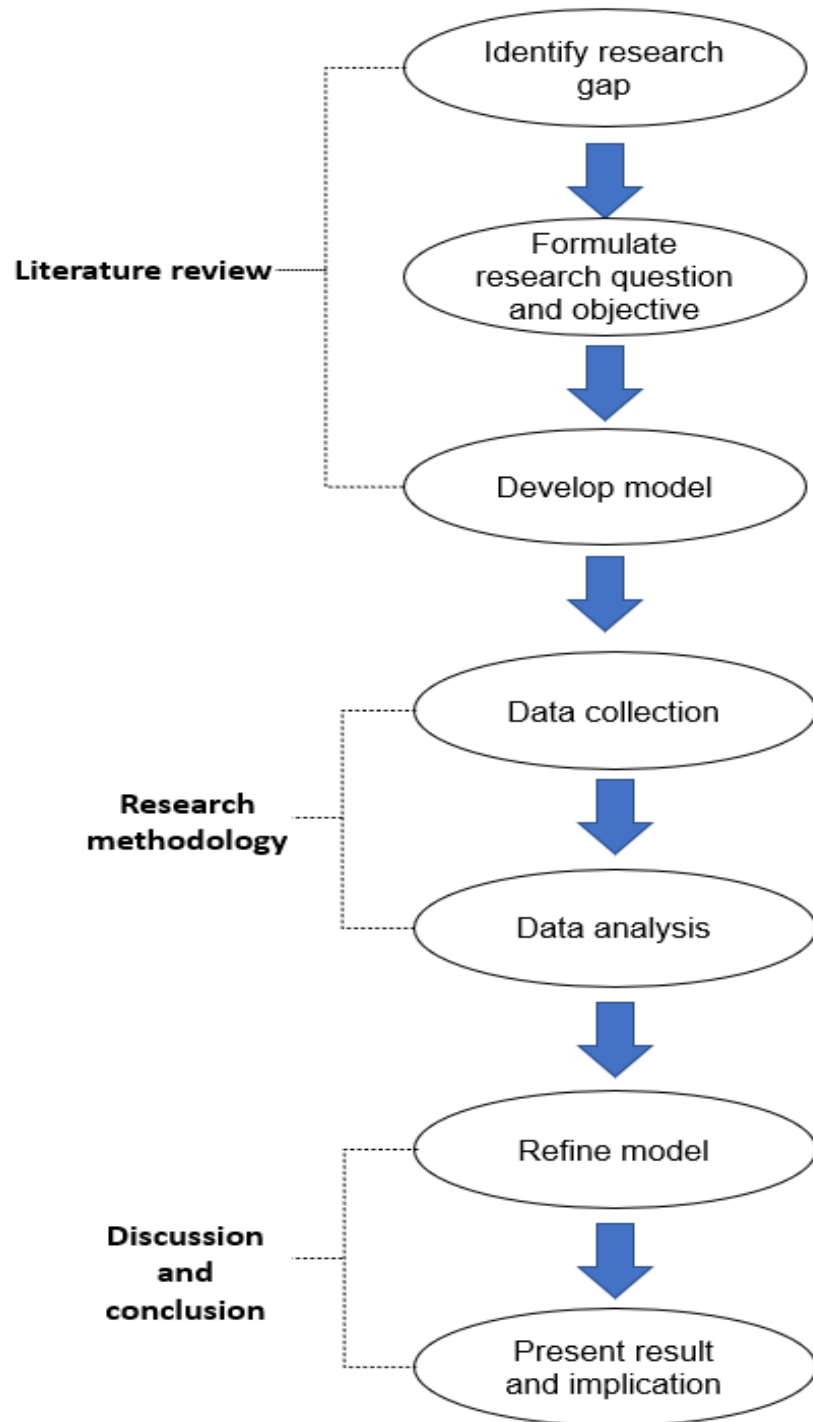 Identify research
gap
Formulate
research question
and objective
Literature review
Develop model
Data collection
Research
methodology
Data analysis
Refine model
Discussion
and
conclusion
Present result
and implication